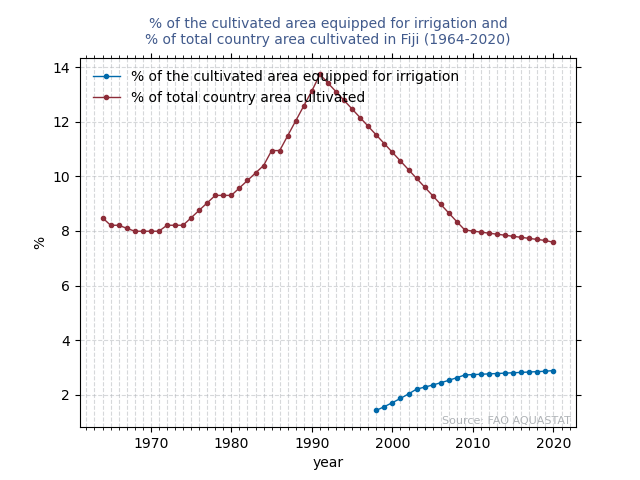 % of the cultivated area equipped for irrigation and
% of total country area cultivated in Fiji (1964-2020)
% of the cultivated area equipped for irrigation
% of total country area cultivated
%
14
12
10
8
6
4
2
Source: FAO AQUASTAT
1970 1980 1990 2000 2010 2020
year